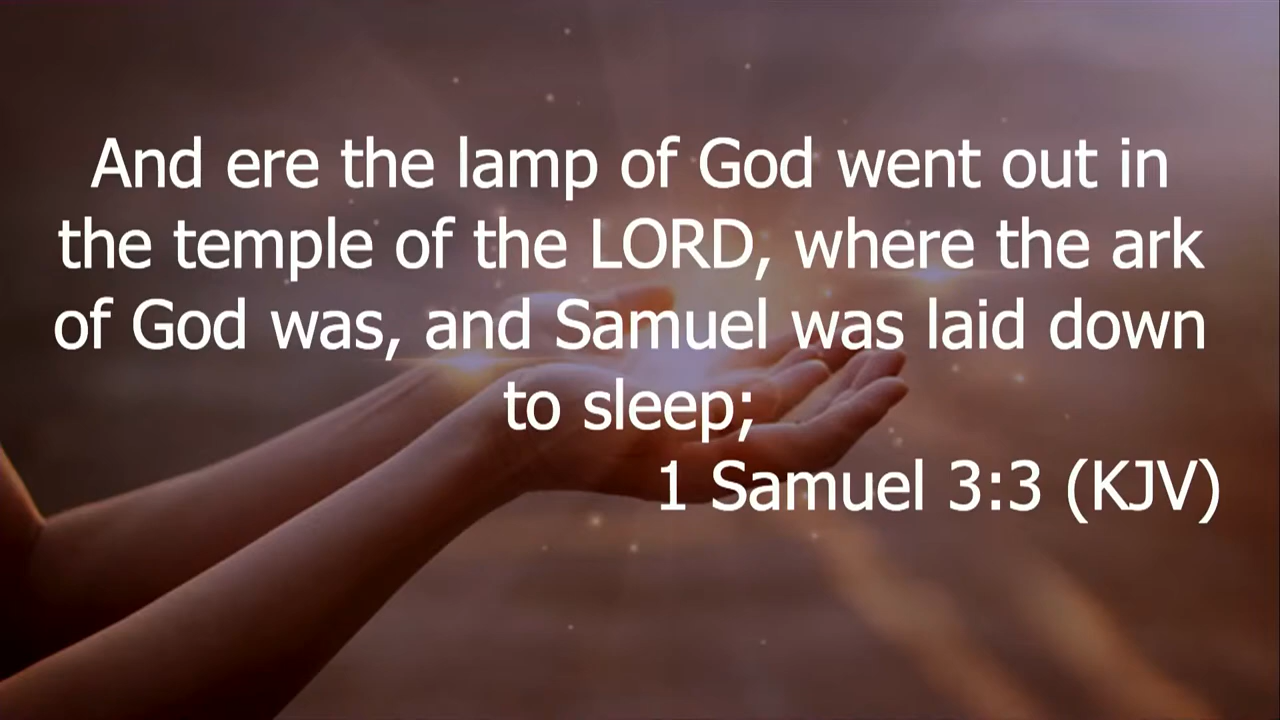 And ere the lamp of God went out in
the temple of the LORD, where the ark
of God was, and Samuel was laid down
to sleep;
1 Samuel 3:3 (KJV)